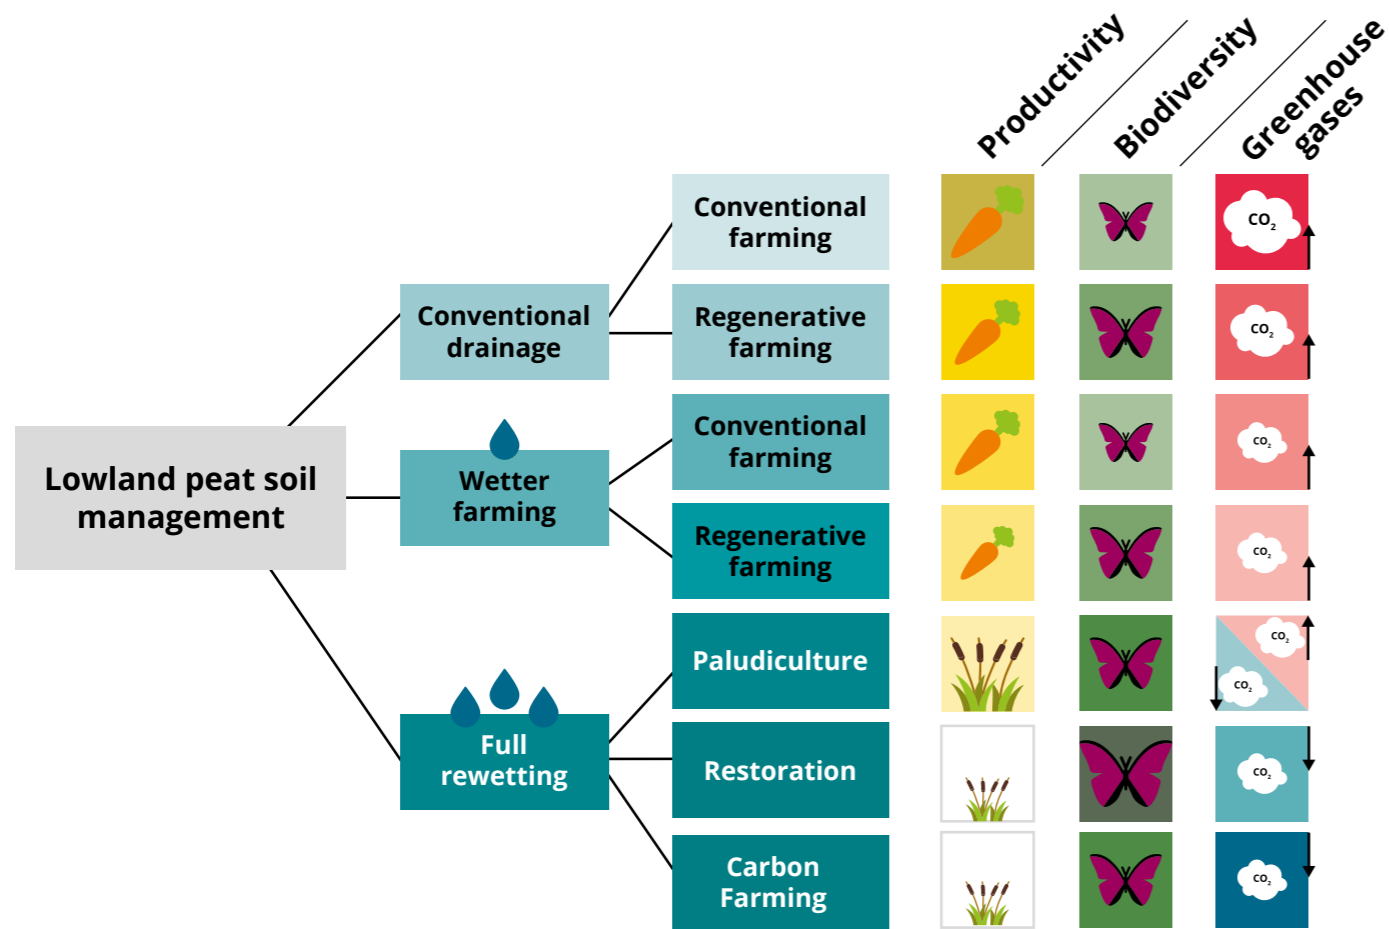 Productivity
Biodiversity
Greenhouse
gases
Conventional
farming
CO₂
Conventional
drainage
Regenerative
farming
CO₂
Lowland peat soil
management
Wetter
farming
Conventional
farming
CO₂
Regenerative
farming
CO₂
Full
rewetting
Paludiculture
CO₂
CO₂
Restoration
CO₂
Carbon
Farming
CO₂